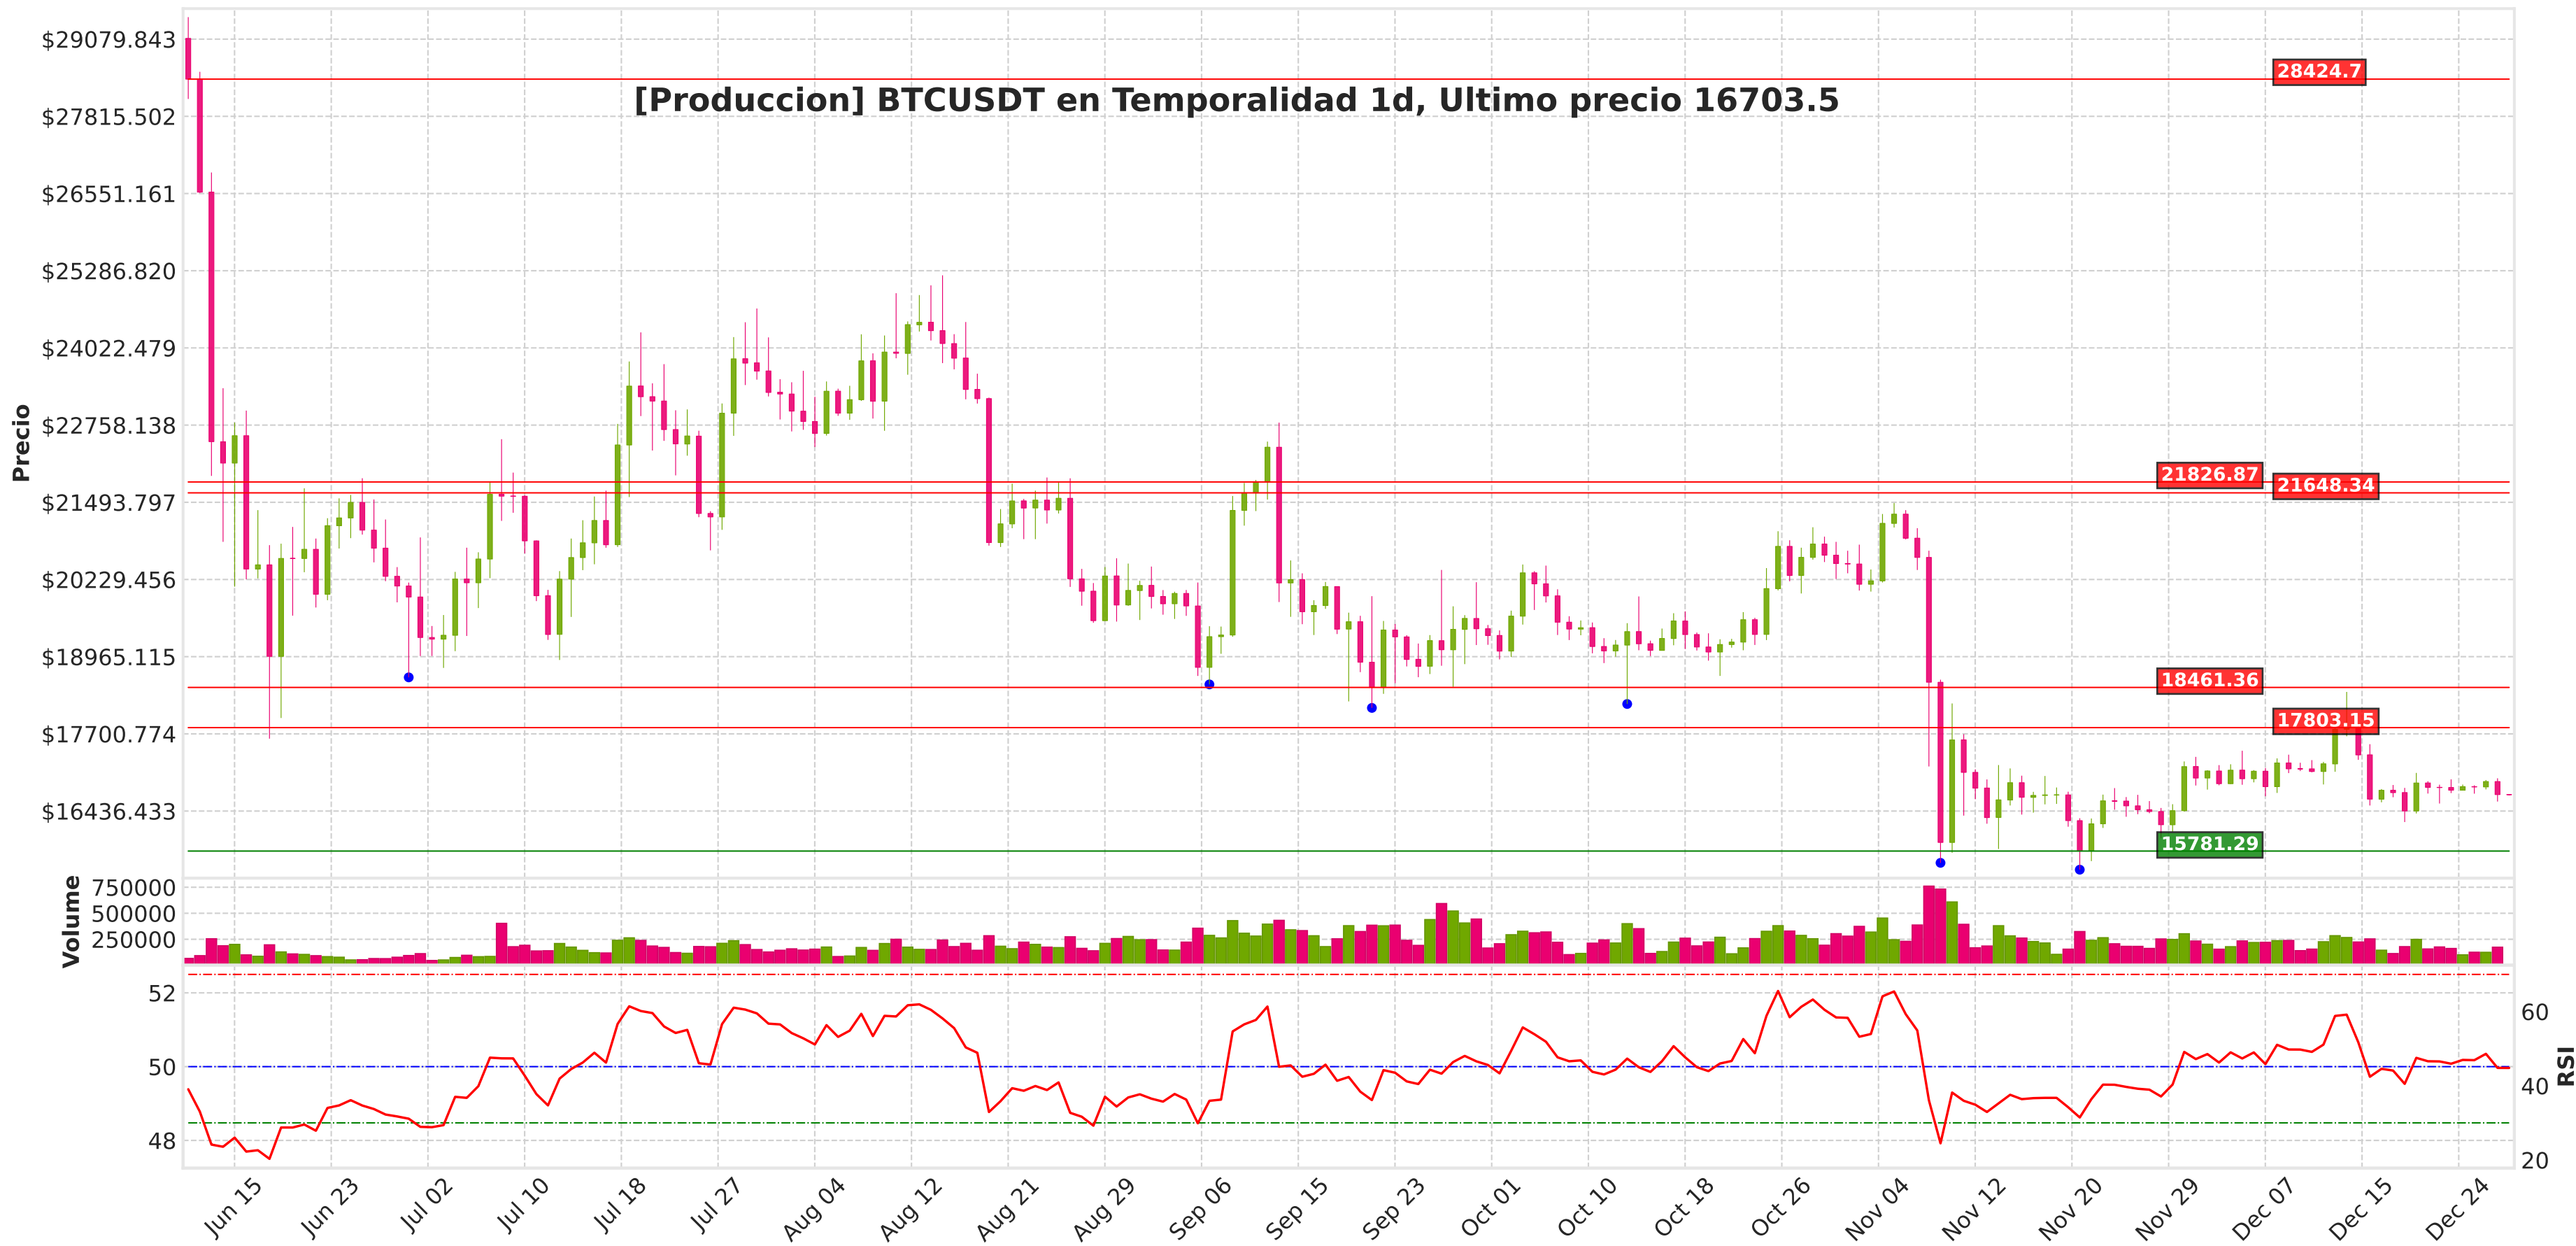 [Produccion] BTCUSDT en Temporalidad 1d, Ultimo precio 16703.5
Precio
$29079.843
$27815.502
$26551.161
$25286.820
$24022.479
$22758.138
$21493.797
$20229.456
$18965.115
$17700.774
$16436.433
28424.7
21826.87
21648.34
18461.36
17803.15
15781.29
Volume
750000
500000
250000
52
50
48
60
40
20
RSI
Jun 15
Jun 23
Jul 02
Jul 10
Jul 18
Jul 27
Aug 04
Aug 12
Aug 21
Aug 29
Sep 06
Sep 15
Sep 23
Oct 01
Oct 10
Oct 18
Oct 26
Nov 04
Nov 12
Nov 20
Nov 29
Dec 07
Dec 15
Dec 24